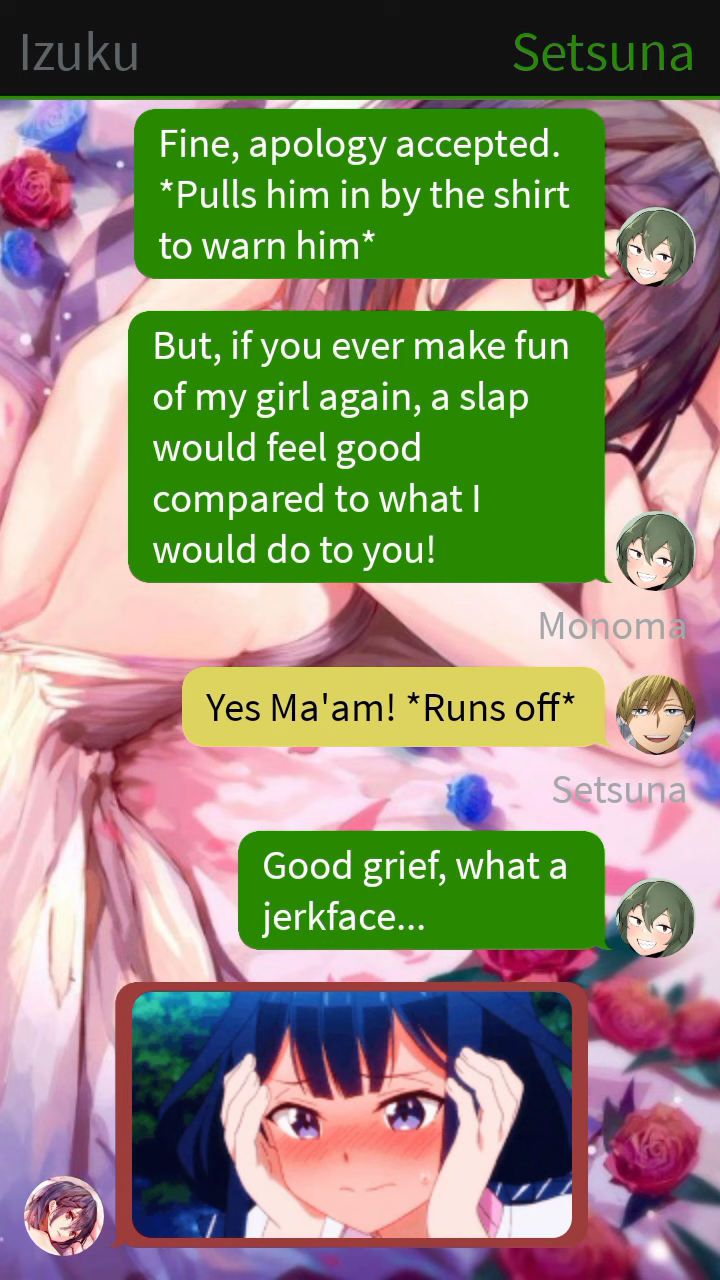 Izuku
Setsuna
Fine, apology accepted.
*Pulls him in by the shirt
to warn him*
But, if you ever make fun
of my girl again, a slap
would feel good
compared to what I
would do to you!
Monoma
Yes Ma'am! *Runs off*
Setsuna
Good grief, what a
jerkface...